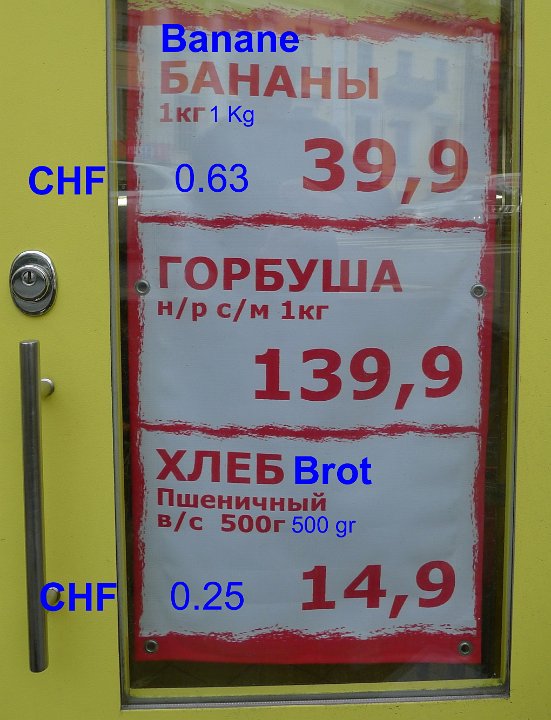 Banane
БАНАНЫ
1кг 1 Kg
CHF 0.63 39,9
ГОРБУША
н/р с/м 1кг
139,9
ХЛЕБ Brot
Пшеничный
в/с 500г 500 gr
CHF 0.25 14,9